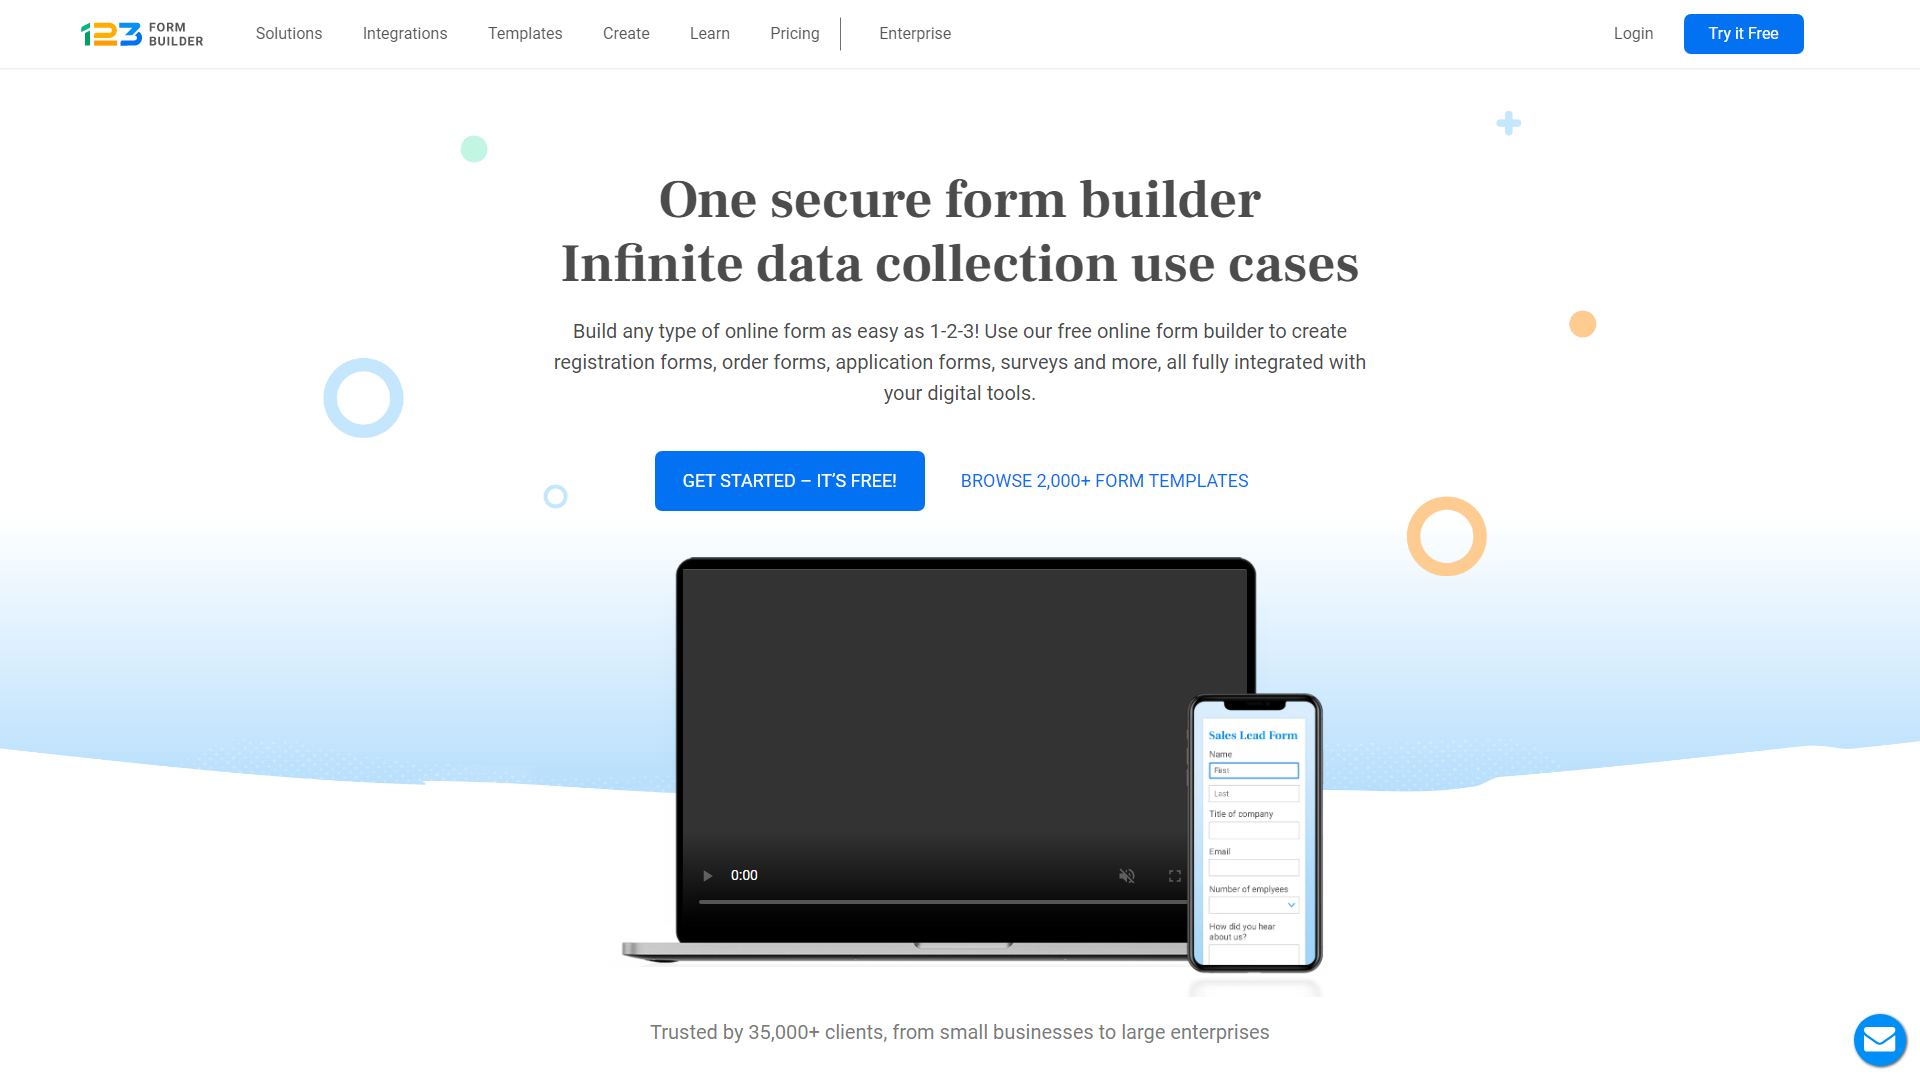 123 FORM BUILDER
Solutions
Integrations
Templates
Create
Learn
Pricing
Enterprise
Login
Try it Free
One secure form builder
Infinite data collection use cases
Build any type of online form as easy as 1-2-3! Use our free online form builder to create
registration forms, order forms, application forms, surveys and more, all fully integrated with
your digital tools.
GET STARTED – IT’S FREE!
BROWSE 2,000+ FORM TEMPLATES
0:00
Sales Lead Form
Name
First
Last
Title of company
Email
Number of emplyees
How did you hear
about us?
Trusted by 35,000+ clients, from small businesses to large enterprises